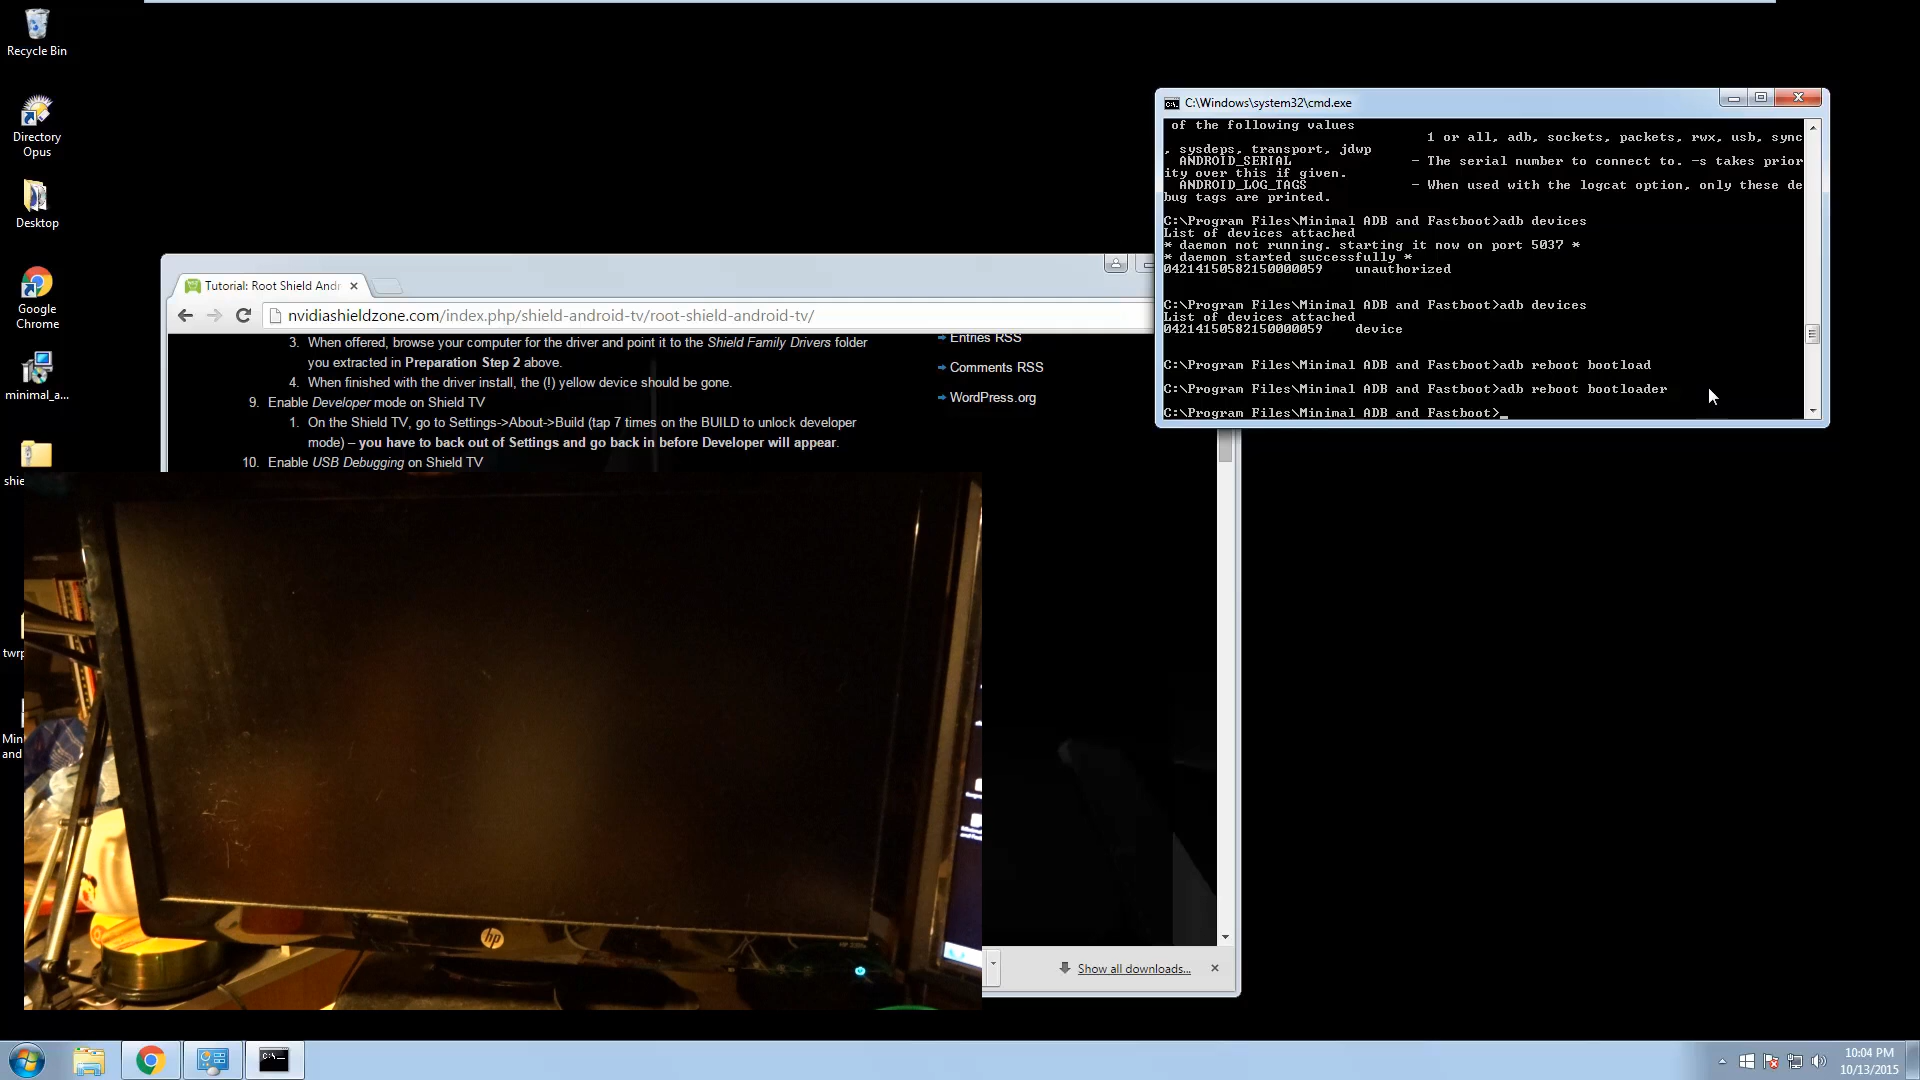 Recycle Bin
Directory
Opus
Desktop
Google
Chrome
minimal_a...
shie
twrp
Min
and
C:\Windows\system32\cmd.exe
of the following values
1 or all, adb, sockets, packets, rwx, usb, sync
, sysdeps, transport, jdwp
ANDROID_SERIAL - The serial number to connect to. -s takes prior
ity over this if given.
ANDROID_LOG_TAGS - When used with the logcat option, only these de
bug tags are printed.
C:\Program Files\Minimal ADB and Fastboot>adb devices
List of devices attached
* daemon not running. starting it now on port 5037 *
* daemon started successfully *
04214150582150000059 unauthorized
C:\Program Files\Minimal ADB and Fastboot>adb devices
List of devices attached
04214150582150000059 device
C:\Program Files\Minimal ADB and Fastboot>adb reboot bootload
C:\Program Files\Minimal ADB and Fastboot>adb reboot bootloader
C:\Program Files\Minimal ADB and Fastboot>_
Tutorial: Root Shield Andr
nvidiashieldzone.com/index.php/shield-android-tv/root-shield-android-tv/
3. When offered, browse your computer for the driver and point it to the Shield Family Drivers folder
you extracted in Preparation Step 2 above.
4. When finished with the driver install, the (!) yellow device should be gone.
9. Enable Developer mode on Shield TV
1. On the Shield TV, go to Settings->About->Build (tap 7 times on the BUILD to unlock developer
mode) – you have to back out of Settings and go back in before Developer will appear.
10. Enable USB Debugging on Shield TV
Entries RSS
Comments RSS
WordPress.org
hp
Show all downloads...
10:04 PM
10/13/2015